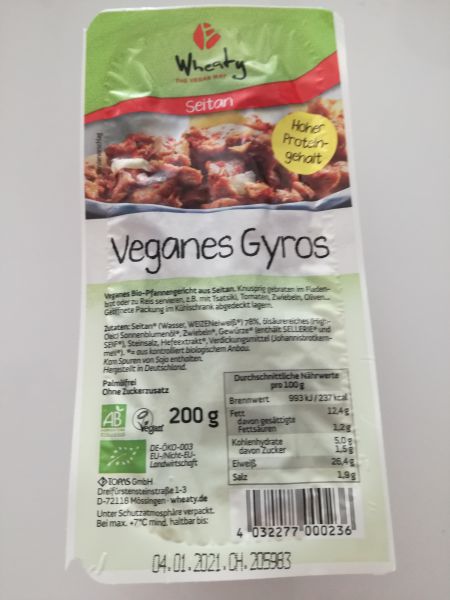 Wheaty
THE VEGAN WAY
Seitan
Hoher
Protein-
gehalt
Veganes Gyros
Veganes Bio-Pfannengericht aus Seitan. Knusprig gebraten im Fladen-
brot oder zu Reis servieren, z.B. mit Tsatsiki, Tomaten, Zwiebeln, Oliven...
Geöffnete Packung im Kühlschrank abgedeckt lagern.
Zutaten: Seitan* (Wasser, WEIZENeiweiß*) 78%, ölsäurereiches (High-
Oleic) Sonnenblumenöl*, Zwiebeln*, Gewürze* (enthält SELLERIE* und
SENF*), Steinsalz, Hefeextrakt*, Verdickungsmittel (Johannisbrotkern-
mehl*). *= aus kontrolliert biologischem Anbau.
Kann Spuren von Soja enthalten.
Hergestellt in Deutschland.
Palmölfrei
Ohne Zuckerzusatz
AB
Vegan
200 g
DE-ÖKO-003
EU-/Nicht-EU-
Landwirtschaft
TOPAS GmbH
Dreifürstensteinstraße 1-3
D-72116 Mössingen · wheaty.de
Unter Schutzatmosphäre verpackt.
Bei max. +7°C mind. haltbar bis:
Durchschnittliche Nährwerte
pro 100 g
Brennwert 993 kJ / 237 kcal
Fett 12,4 g
davon gesättigte
Fettsäuren 1,2 g
Kohlenhydrate 5,0 g
davon Zucker 1,5 g
Eiweiß 26,4 g
Salz 1,9 g
4 032277 000236
04.01.2021.CH.205983